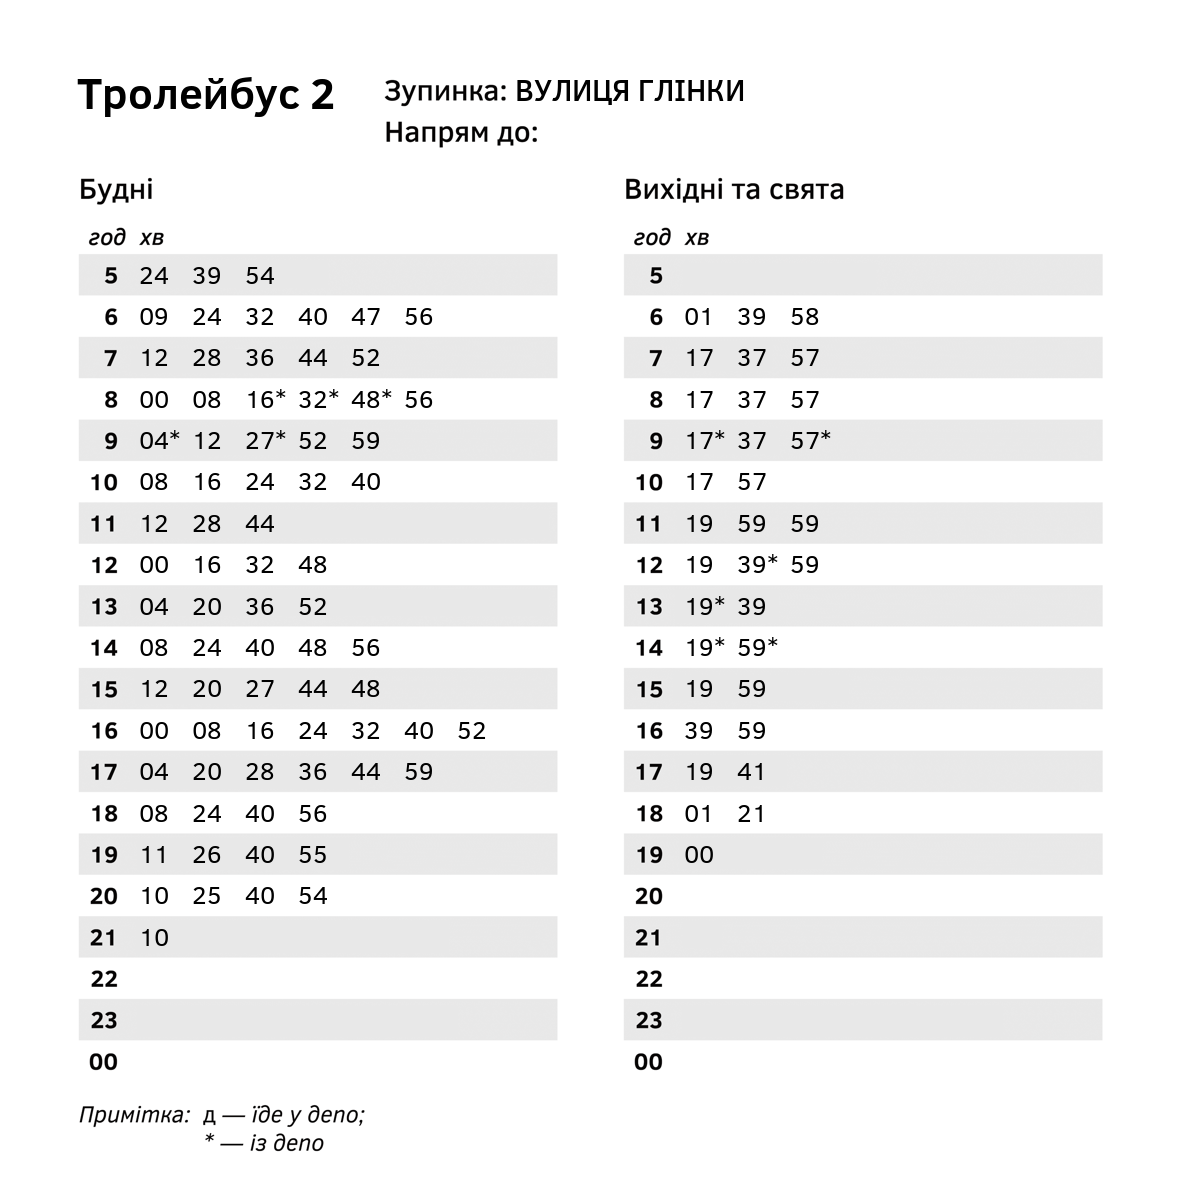 Тролейбус 2
Зупинка: ВУЛИЦЯ ГЛІНКИ
Напрям до:
Будні
год хв
5 24 39 54
6 09 24 32 40 47 56
7 12 28 36 44 52
8 00 08 16* 32* 48* 56
9 04* 12 27* 52 59
10 08 16 24 32 40
11 12 28 44
12 00 16 32 48
13 04 20 36 52
14 08 24 40 48 56
15 12 20 27 44 48
16 00 08 16 24 32 40 52
17 04 20 28 36 44 59
18 08 24 40 56
19 11 26 40 55
20 10 25 40 54
21 10
22
23
00
Вихідні та свята
год хв
5
6 01 39 58
7 17 37 57
8 17 37 57
9 17* 37 57*
10 17 57
11 19 59 59
12 19 39* 59
13 19* 39
14 19* 59*
15 19 59
16 39 59
17 19 41
18 01 21
19 00
20
21
22
23
00
Примітка: д — їде у депо;
* — із депо